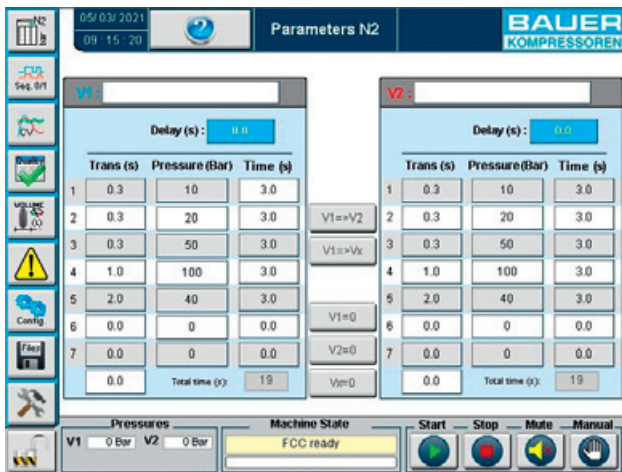 N2
05/03/2021
09:15:20
?
Parameters N2
BAUER
KOMPRESSOREN
Seq. 0/1
CV
Quality
VOLUME
Config.
Files
V1 :
Delay (s) : 0.0
Trans (s) Pressure (Bar) Time (s)
1 0.3 10 3.0
2 0.3 20 3.0
3 0.3 50 3.0
4 1.0 100 3.0
5 2.0 40 3.0
6 0.0 0 0.0
7 0.0 0 0.0
0.0 Total time (s): 19
V1=>V2
V1=>Vx
V1=0
V2=0
Vx=0
V2 :
Delay (s) : 0.0
Trans (s) Pressure (Bar) Time (s)
1 0.3 10 3.0
2 0.3 20 3.0
3 0.3 50 3.0
4 1.0 100 3.0
5 2.0 40 3.0
6 0.0 0 0.0
7 0.0 0 0.0
0.0 Total time (s): 19
Pressures
V1 0 Bar V2 0 Bar
Machine State
FCC ready
Start Stop Mute Manual